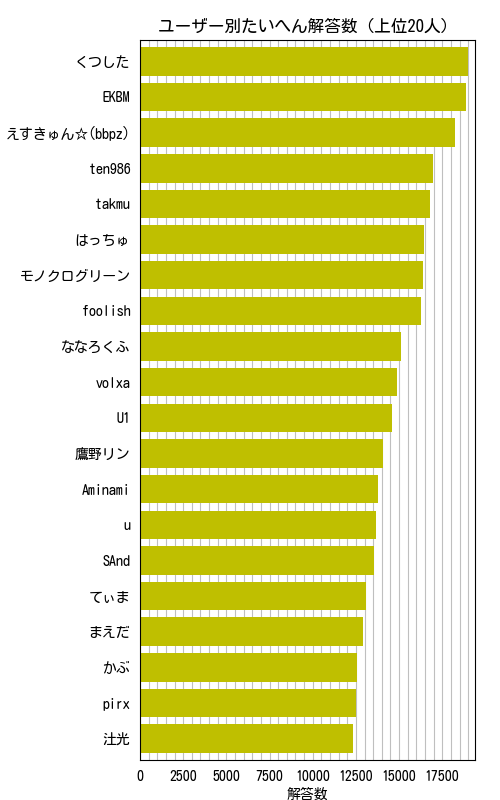 ユーザー別たいへん解答数 (上位20人)
くつした
EKBM
えすきゅん☆(bbpz)
ten986
takmu
はっちゅ
モノクログリーン
foolish
ななろくふ
volxa
U1
鷹野リン
Aminami
u
SAnd
てぃま
まえだ
かぶ
pirx
汢光
0 2500 5000 7500 10000 12500 15000 17500
解答数